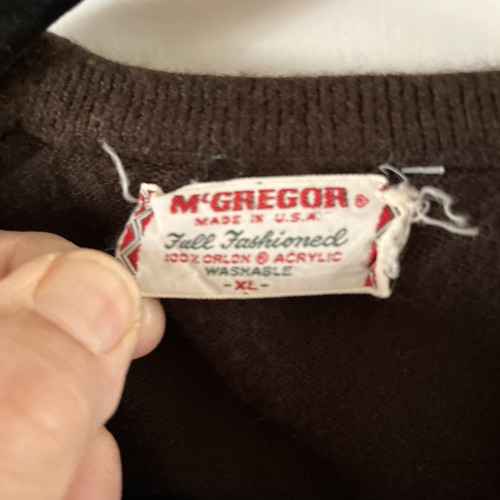 McGREGOR ®
MADE IN U.S.A.
Full Fashioned
100% ORLON ® ACRYLIC
WASHABLE
- XL -